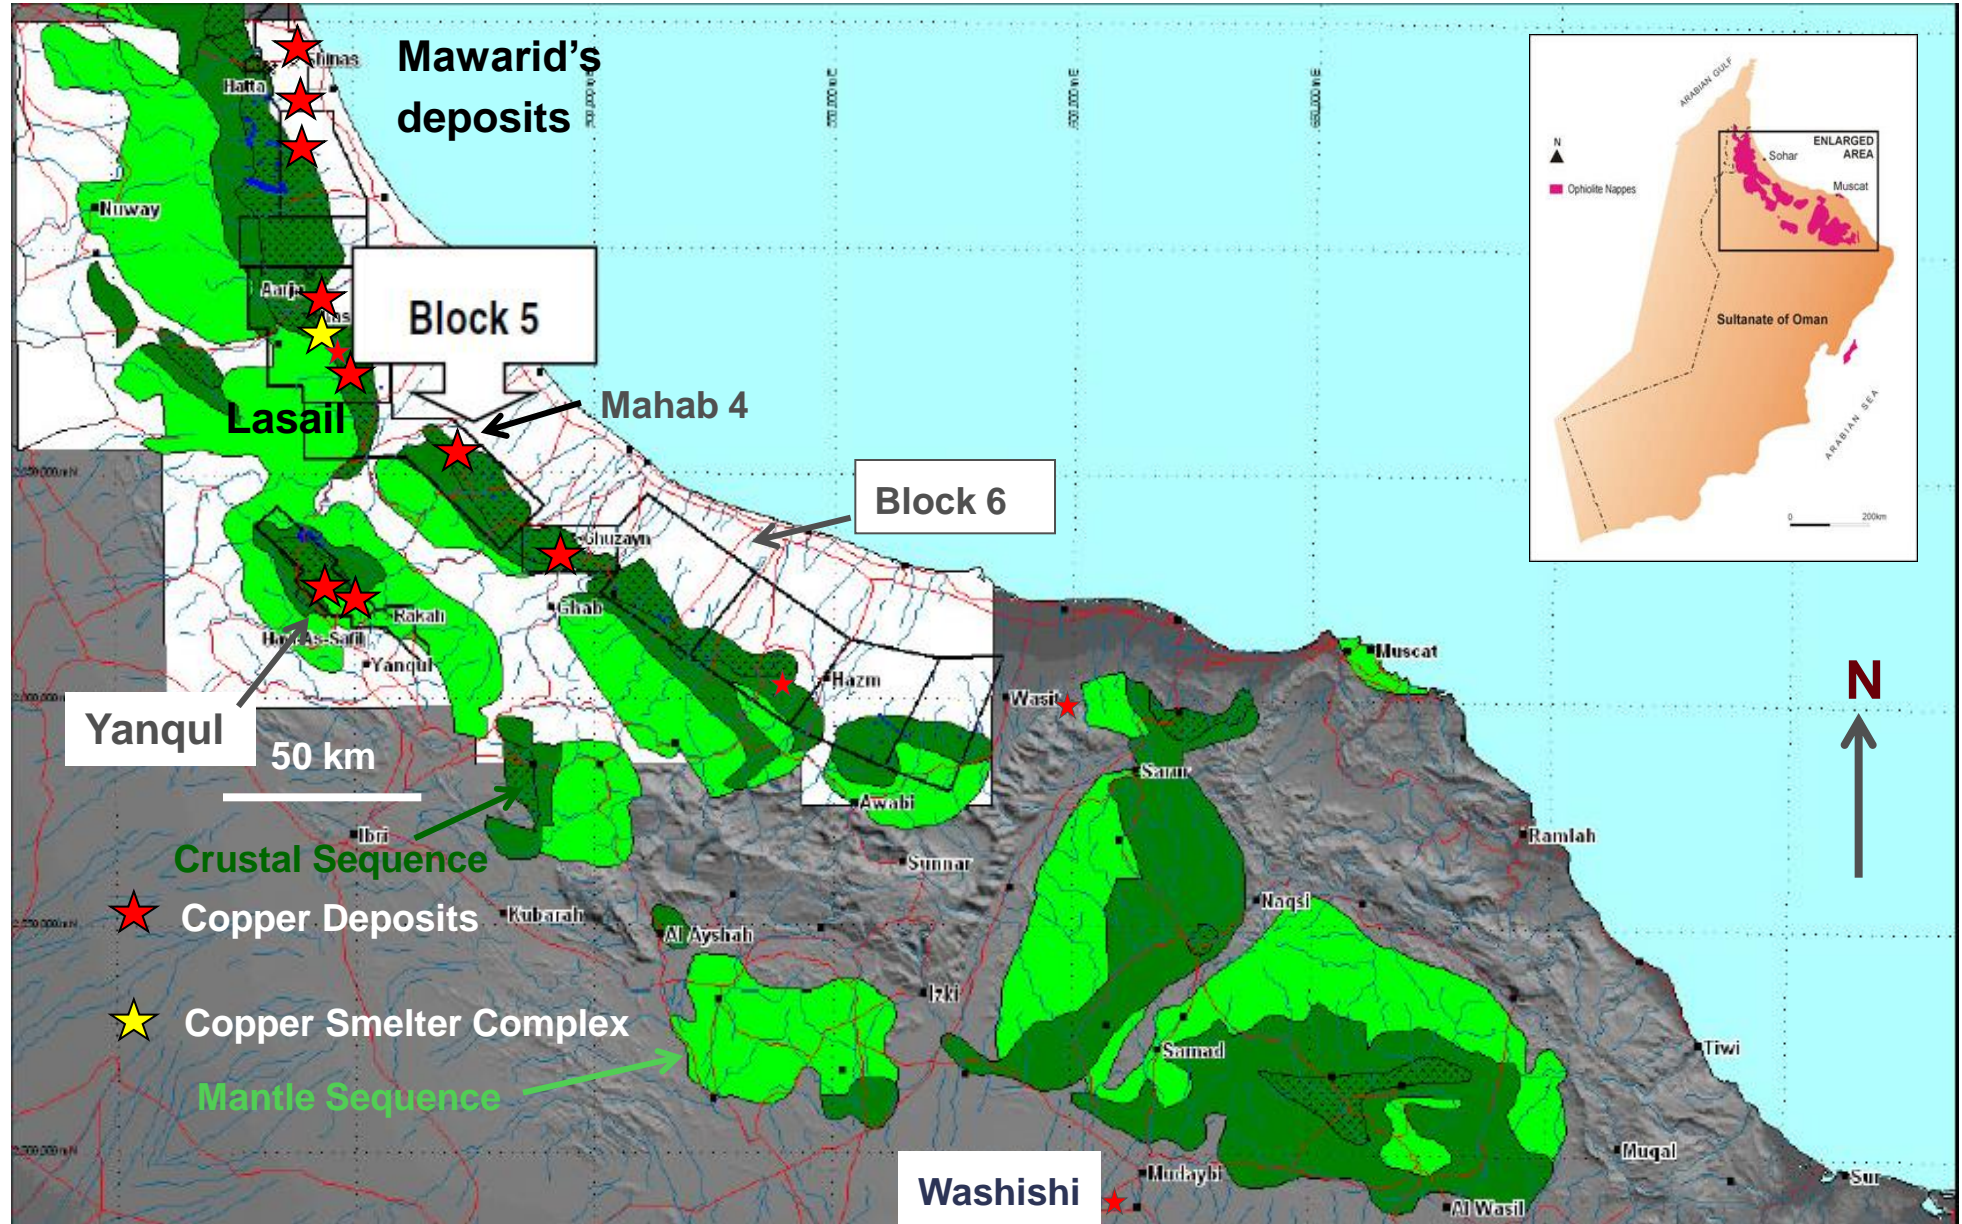 Mawarid's
deposits
Shinas
Hatta
Nuway
Aarja
Block 5
Lasail
Mahab 4
Block 6
Ghuzayn
Ghab
Rakah
Yanqul
Hazm
Yanqul
50 km
Wasit
Muscat
Sarur
Awabi
Ibri
Sunnar
Ramlah
Crustal Sequence
Copper Deposits
Kubarah
Al Ayshah
Naqsi
Izki
Copper Smelter Complex
Mantle Sequence
Samad
Tiwi
Muqal
Mudaybi
Sur
Al Wasil
Washishi
N
ARABIAN GULF
N
ENLARGED
AREA
Sohar
Ophiolite Nappes
Muscat
Sultanate of Oman
ARABIAN SEA
0 200km